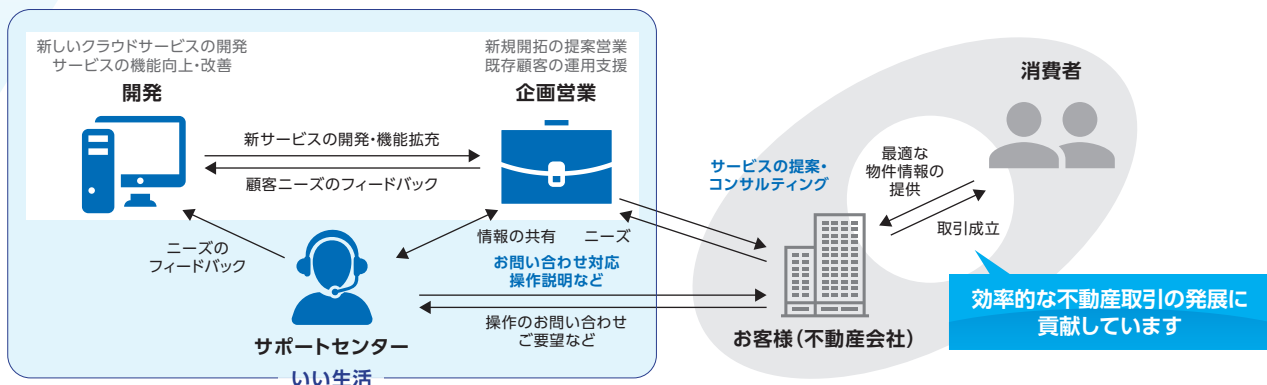 新しいクラウドサービスの開発
サービスの機能向上・改善
開発
新規開拓の提案営業
既存顧客の運用支援
企画営業
新サービスの開発・機能拡充
顧客ニーズのフィードバック
ニーズの
フィードバック
情報の共有
ニーズ
お問い合わせ対応
操作説明など
操作のお問い合わせ
ご要望など
サポートセンター
いい生活
サービスの提案・
コンサルティング
お客様（不動産会社）
消費者
最適な
物件情報の
提供
取引成立
効率的な不動産取引の発展に
貢献しています